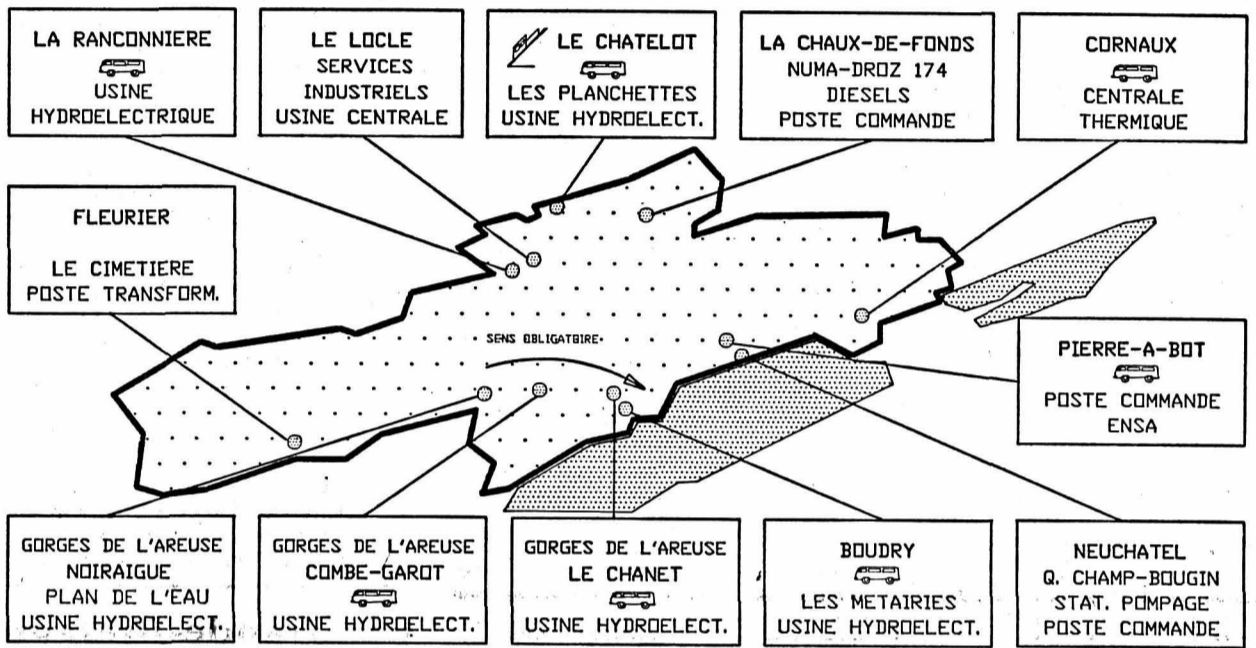 LA RANCONNIERE
USINE
HYDROELECTRIQUE
LE LOCLE
SERVICES
INDUSTRIELS
USINE CENTRALE
LE CHATELOT
LES PLANCHETTES
USINE HYDROELECT.
LA CHAUX-DE-FONDS
NUMA-DROZ 174
DIESELS
POSTE COMMANDE
CORNAUX
CENTRALE
THERMIQUE
FLEURIER
LE CIMETIERE
POSTE TRANSFORM.
SENS OBLIGATOIRE
PIERRE-A-BOT
POSTE COMMANDE
ENSA
GORGES DE L'AREUSE
NOIRAIGUE
PLAN DE L'EAU
USINE HYDROELECT.
GORGES DE L'AREUSE
COMBE-GAROT
USINE HYDROELECT.
GORGES DE L'AREUSE
LE CHANET
USINE HYDROELECT.
BOUDRY
LES METAIRIES
USINE HYDROELECT.
NEUCHATEL
Q. CHAMP-BOUGIN
STAT. POMPAGE
POSTE COMMANDE